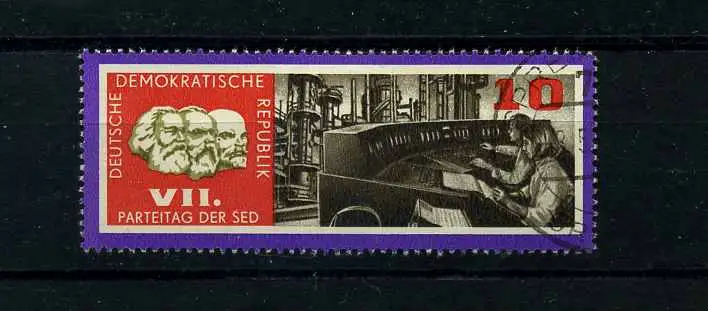 DEUTSCHE
DEMOKRATISCHE
REPUBLIK
VII.
PARTEITAG DER SED
10